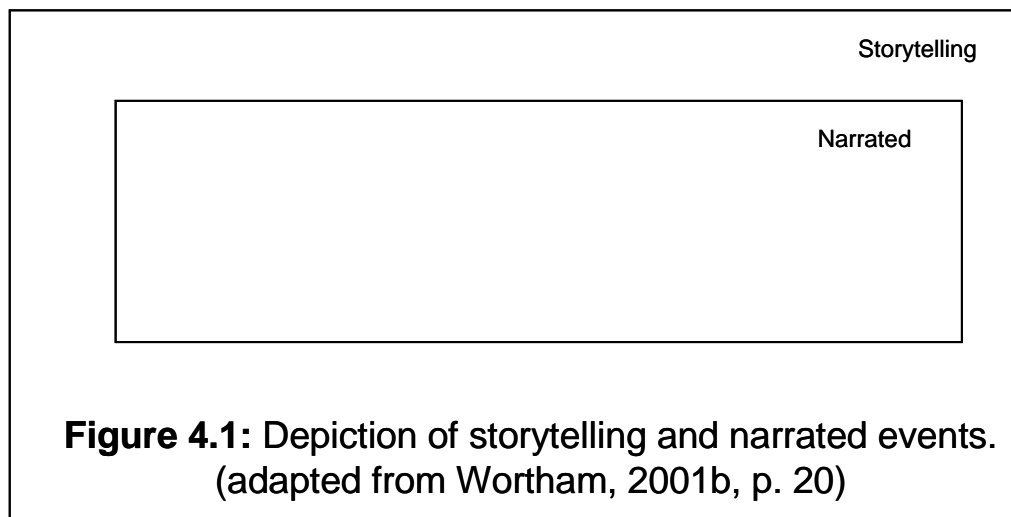 Storytelling
Narrated
Figure 4.1: Depiction of storytelling and narrated events.
(adapted from Wortham, 2001b, p. 20)